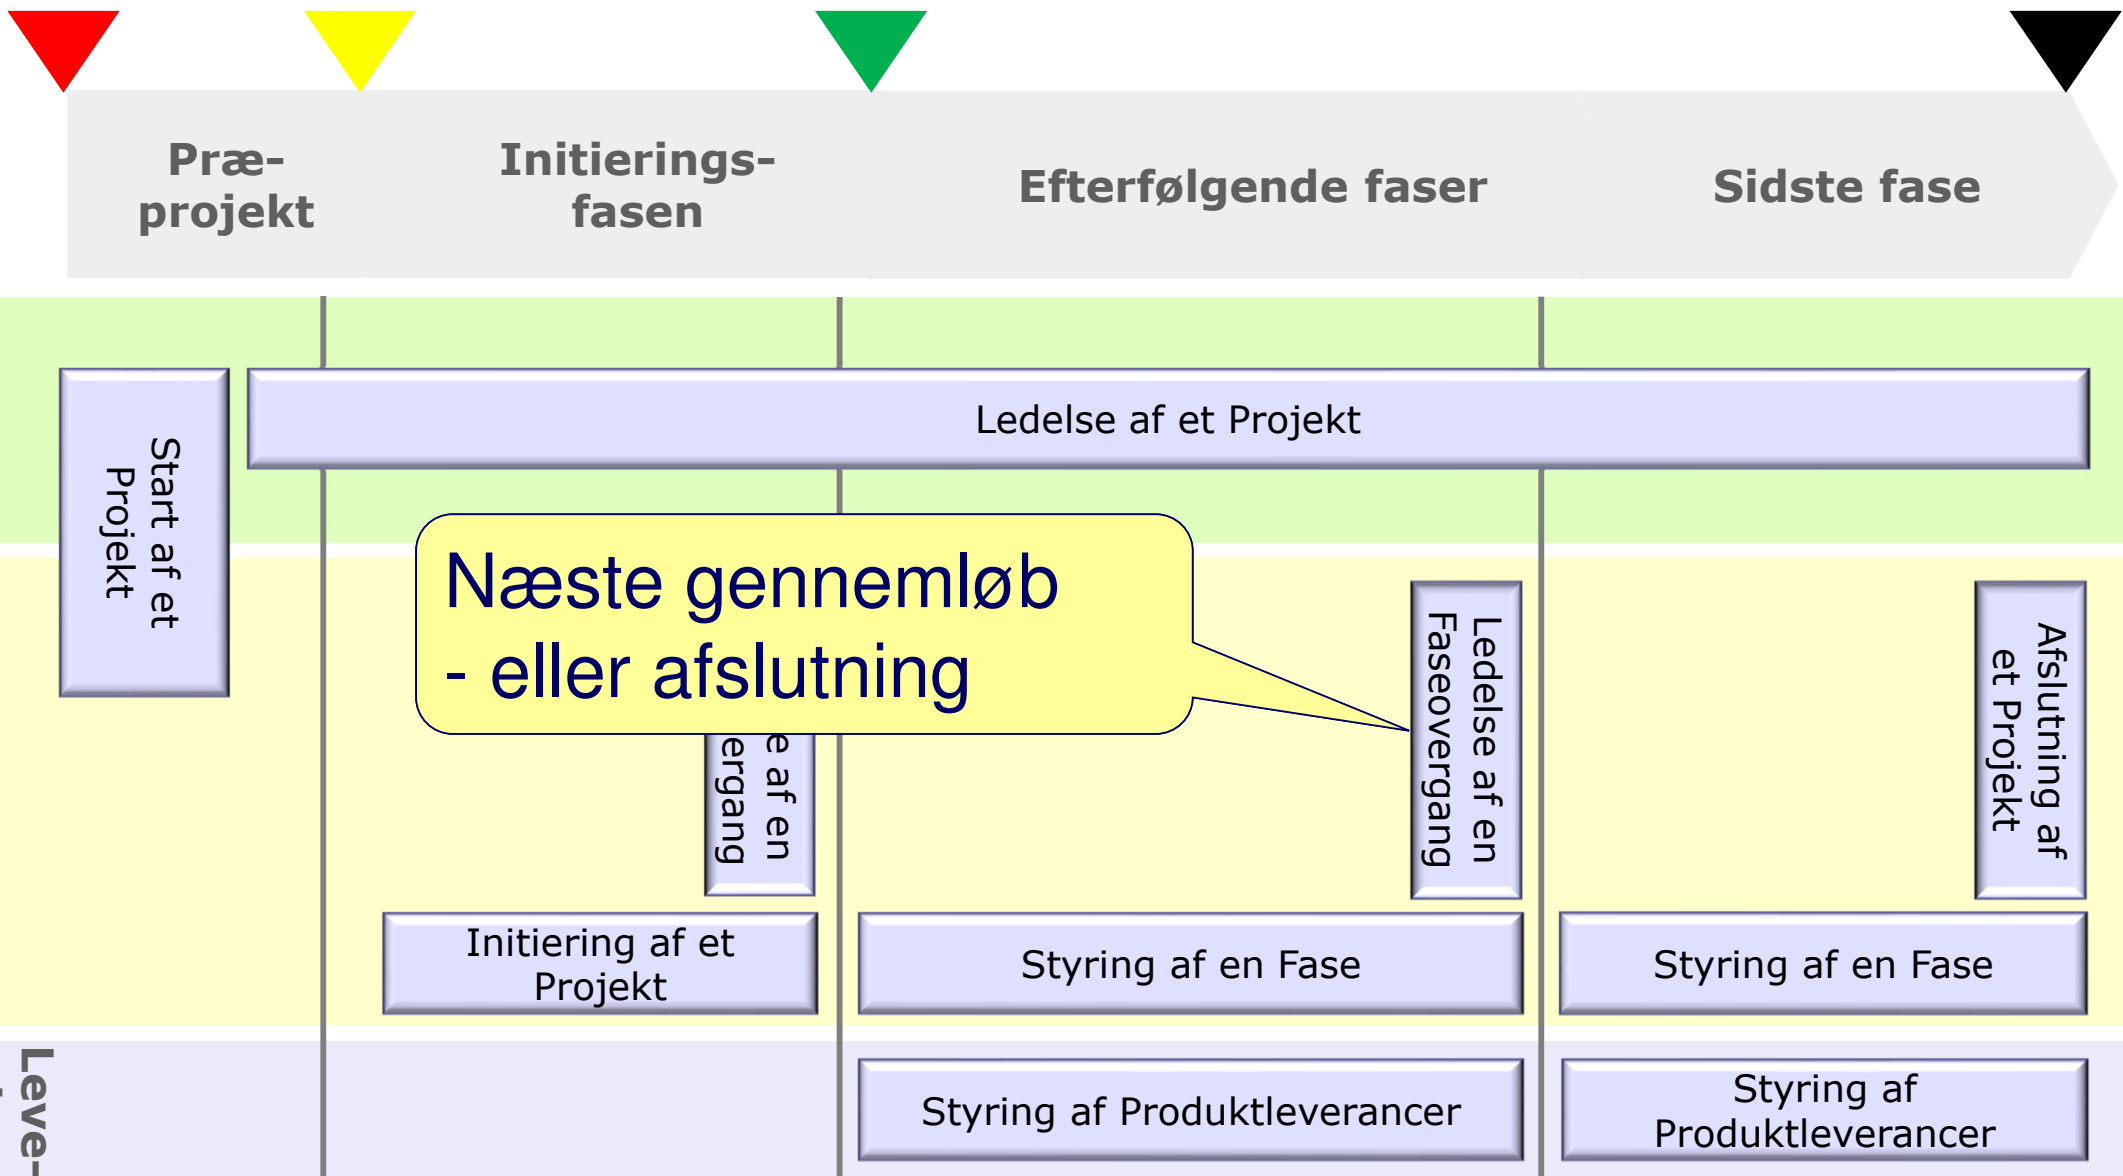 Præ-
projekt
Initierings-
fasen
Efterfølgende faser
Sidste fase
Start af et
Projekt
Ledelse af et Projekt
Næste gennemløb
- eller afslutning
e af en
ergang
Ledelse af en
Faseovergang
Afslutning af
et Projekt
Initiering af et
Projekt
Styring af en Fase
Styring af en Fase
Leve-
Styring af Produktleverancer
Styring af
Produktleverancer